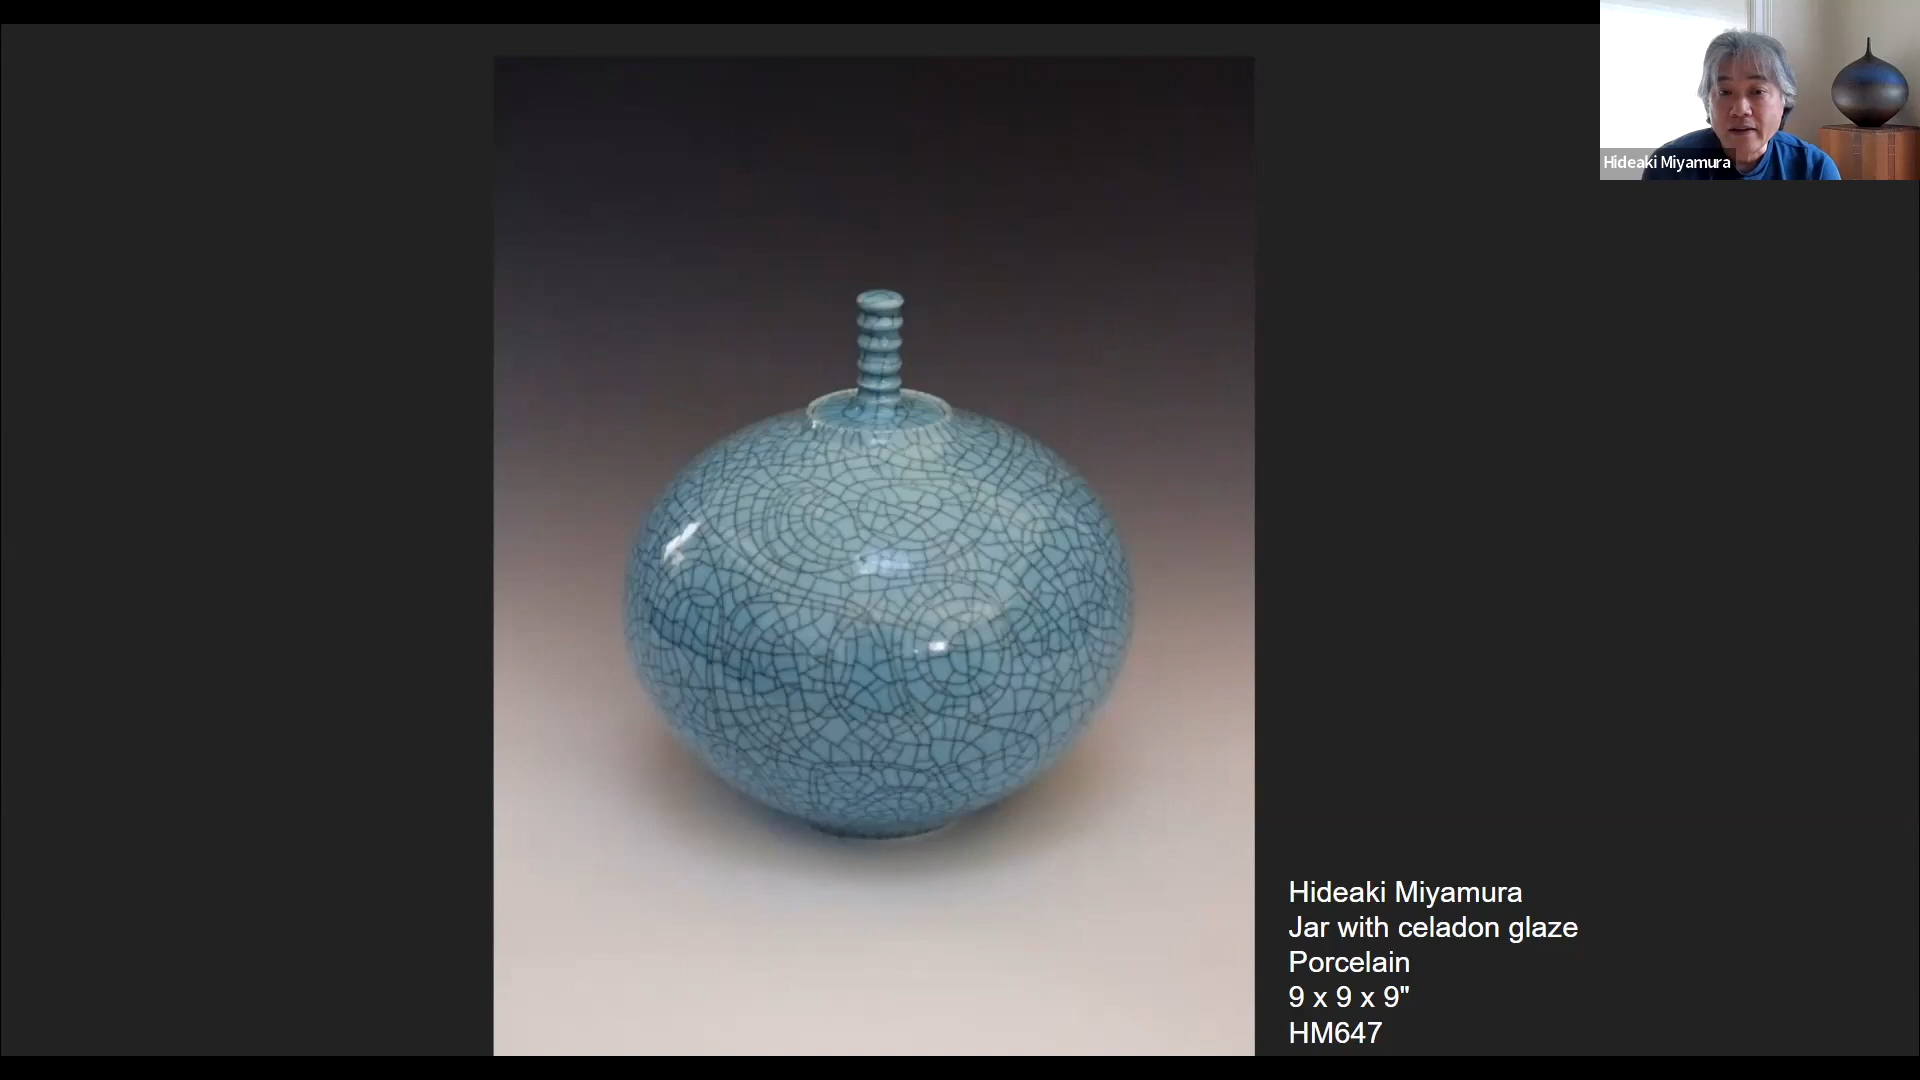 Hideaki Miyamura
Hideaki Miyamura
Jar with celadon glaze
Porcelain
9 x 9 x 9"
HM647